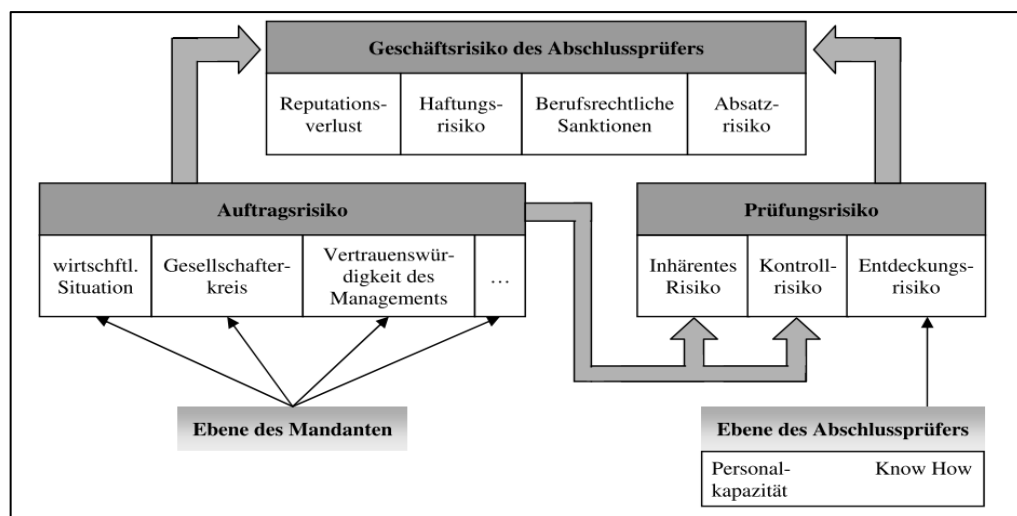 Geschäftsrisiko des Abschlussprüfers
Reputations-
verlust
Haftungs-
risiko
Berufsrechtliche
Sanktionen
Absatz-
risiko
Auftragsrisiko
wirtschftl.
Situation
Gesellschafter-
kreis
Vertrauenswür-
digkeit des
Managements
…
Prüfungsrisiko
Inhärentes
Risiko
Kontroll-
risiko
Entdeckungs-
risiko
Ebene des Mandanten
Ebene des Abschlussprüfers
Personal-
kapazität
Know How